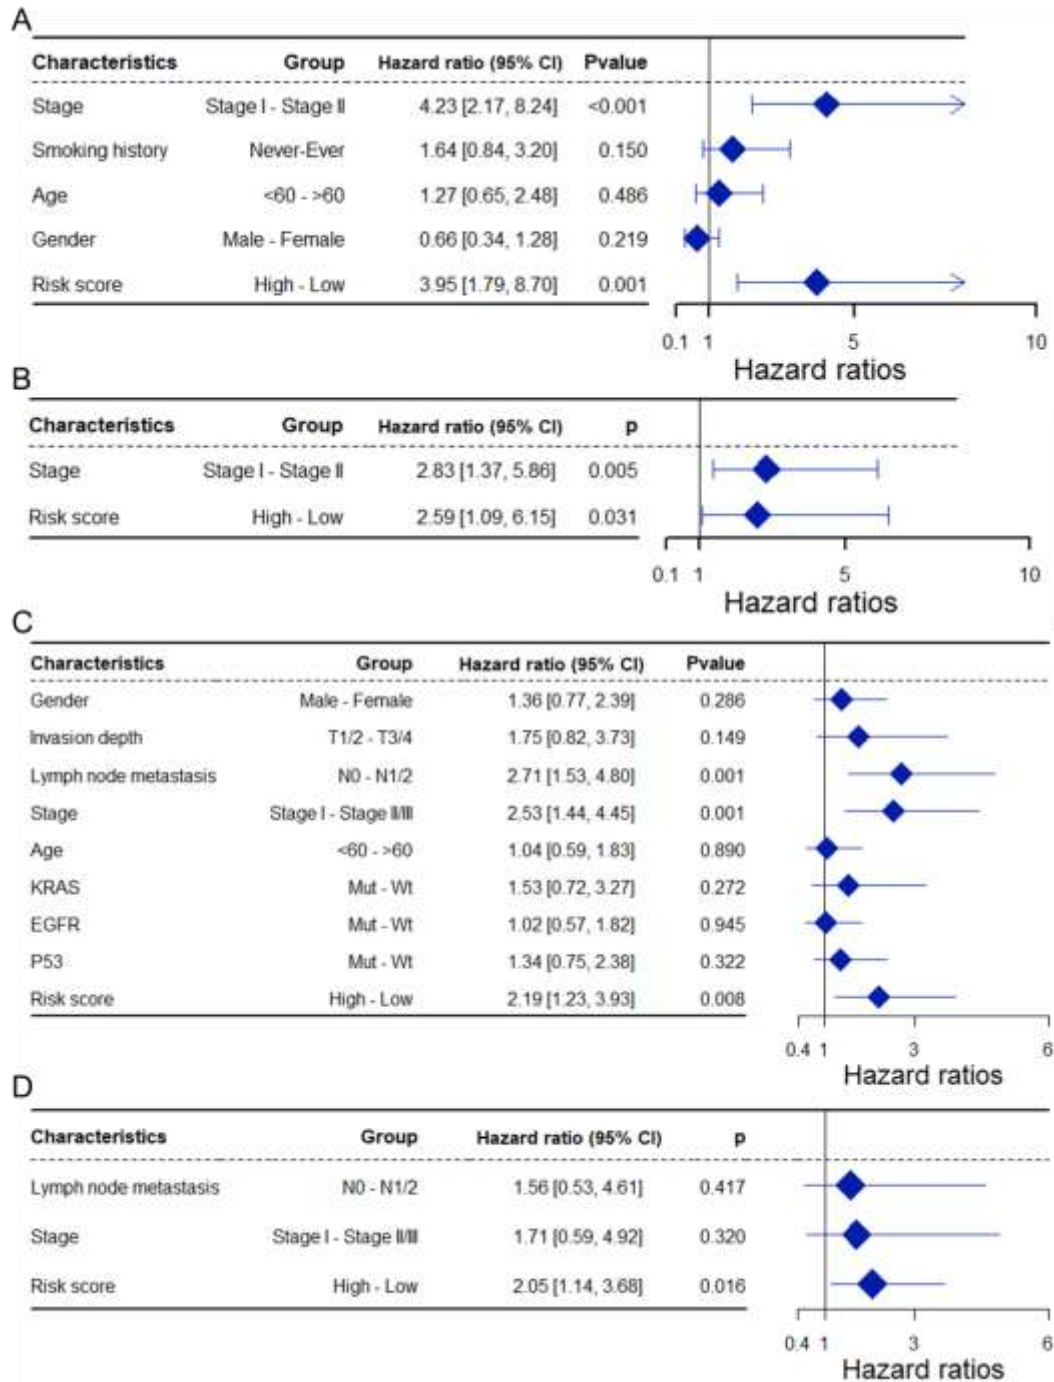 A
Characteristics Group Hazard ratio (95% CI) Pvalue
Stage Stage I - Stage II 4.23 [2.17, 8.24] <0.001
Smoking history Never-Ever 1.64 [0.84, 3.20] 0.150
Age <60 - >60 1.27 [0.65, 2.48] 0.486
Gender Male - Female 0.66 [0.34, 1.28] 0.219
Risk score High - Low 3.95 [1.79, 8.70] 0.001
0.1 1 5 10
Hazard ratios
B
Characteristics Group Hazard ratio (95% CI) p
Stage Stage I - Stage II 2.83 [1.37, 5.86] 0.005
Risk score High - Low 2.59 [1.09, 6.15] 0.031
0.1 1 5 10
Hazard ratios
C
Characteristics Group Hazard ratio (95% CI) Pvalue
Gender Male - Female 1.36 [0.77, 2.39] 0.286
Invasion depth T1/2 - T3/4 1.75 [0.82, 3.73] 0.149
Lymph node metastasis N0 - N1/2 2.71 [1.53, 4.80] 0.001
Stage Stage I - Stage II/III 2.53 [1.44, 4.45] 0.001
Age <60 - >60 1.04 [0.59, 1.83] 0.890
KRAS Mut - Wt 1.53 [0.72, 3.27] 0.272
EGFR Mut - Wt 1.02 [0.57, 1.82] 0.945
P53 Mut - Wt 1.34 [0.75, 2.38] 0.322
Risk score High - Low 2.19 [1.23, 3.93] 0.008
0.4 1 3 6
Hazard ratios
D
Characteristics Group Hazard ratio (95% CI) p
Lymph node metastasis N0 - N1/2 1.56 [0.53, 4.61] 0.417
Stage Stage I - Stage II/III 1.71 [0.59, 4.92] 0.320
Risk score High - Low 2.05 [1.14, 3.68] 0.016
0.4 1 3 6
Hazard ratios